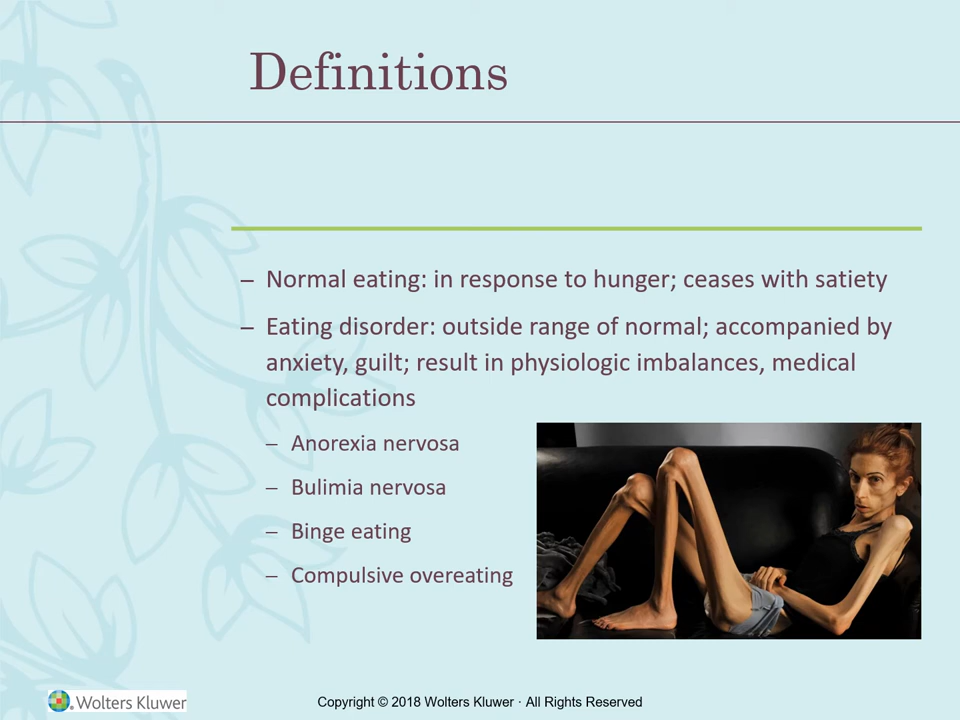 Definitions
– Normal eating: in response to hunger; ceases with satiety
– Eating disorder: outside range of normal; accompanied by
anxiety, guilt; result in physiologic imbalances, medical
complications
– Anorexia nervosa
– Bulimia nervosa
– Binge eating
– Compulsive overeating
Wolters Kluwer
Copyright © 2018 Wolters Kluwer · All Rights Reserved